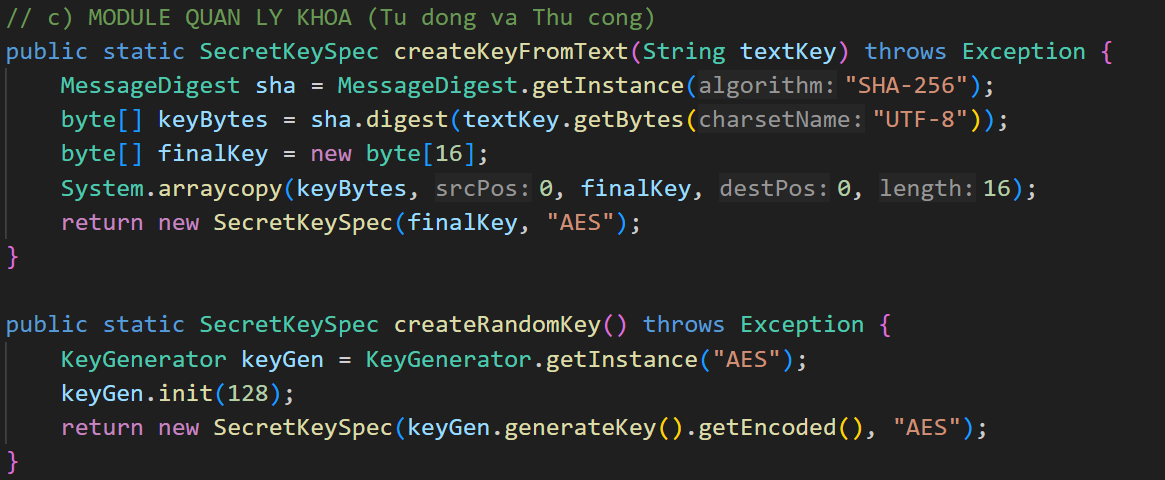 // c) MODULE QUAN LY KHOA (Tu dong va Thu cong)
public static SecretKeySpec createKeyFromText(String textKey) throws Exception {
    MessageDigest sha = MessageDigest.getInstance(algorithm: "SHA-256");
    byte[] keyBytes = sha.digest(textKey.getBytes(charsetName: "UTF-8"));
    byte[] finalKey = new byte[16];
    System.arraycopy(keyBytes, srcPos: 0, finalKey, destPos: 0, length: 16);
    return new SecretKeySpec(finalKey, "AES");
}

public static SecretKeySpec createRandomKey() throws Exception {
    KeyGenerator keyGen = KeyGenerator.getInstance("AES");
    keyGen.init(128);
    return new SecretKeySpec(keyGen.generateKey().getEncoded(), "AES");
}